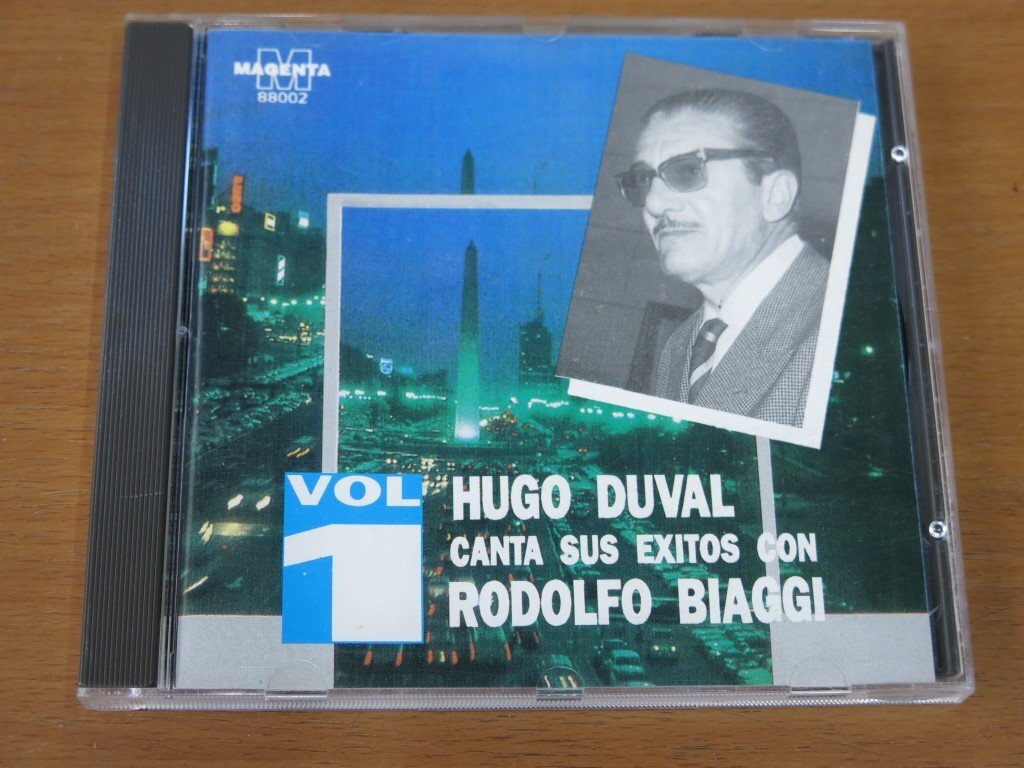 MAGENTA
M
88002
VOL
1
HUGO DUVAL
CANTA SUS EXITOS CON
RODOLFO BIAGGI